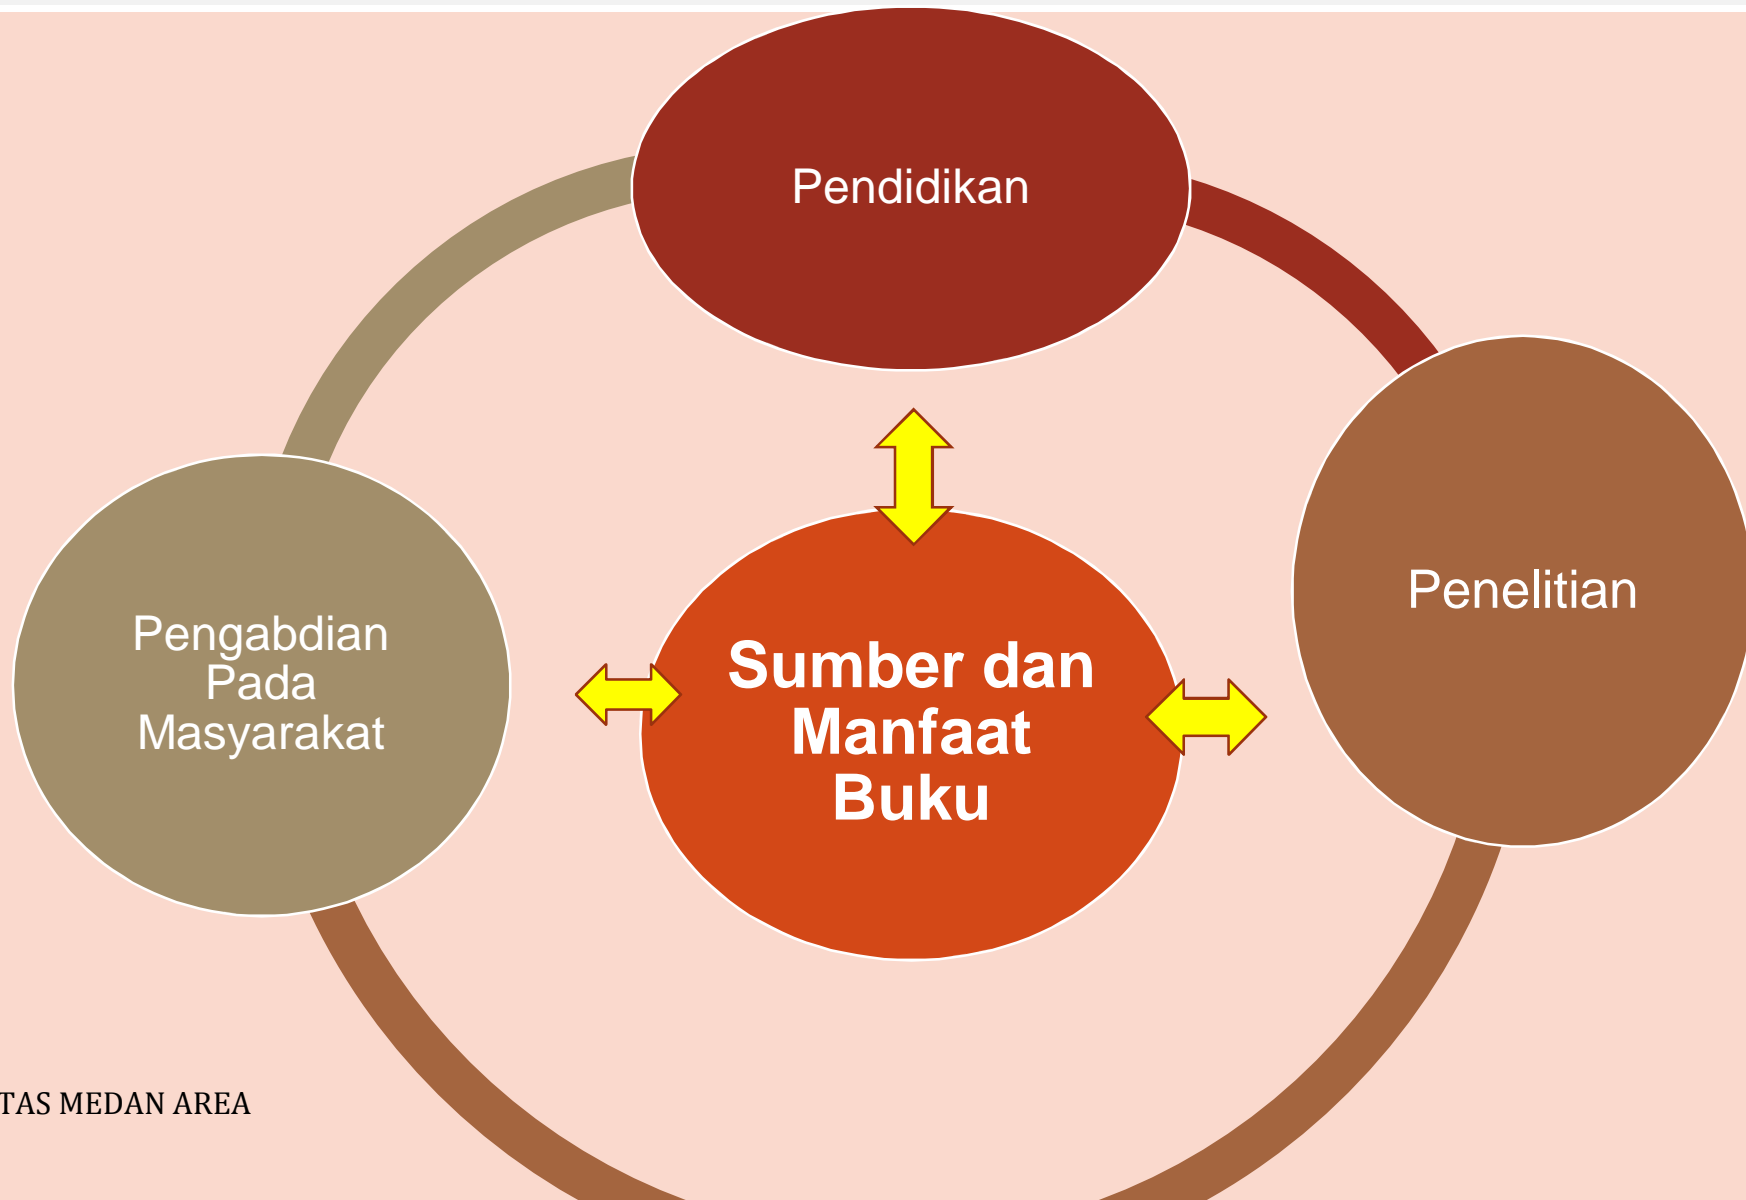 Pendidikan
Penelitian
Pengabdian
Pada
Masyarakat
Sumber dan
Manfaat
Buku
TAS MEDAN AREA